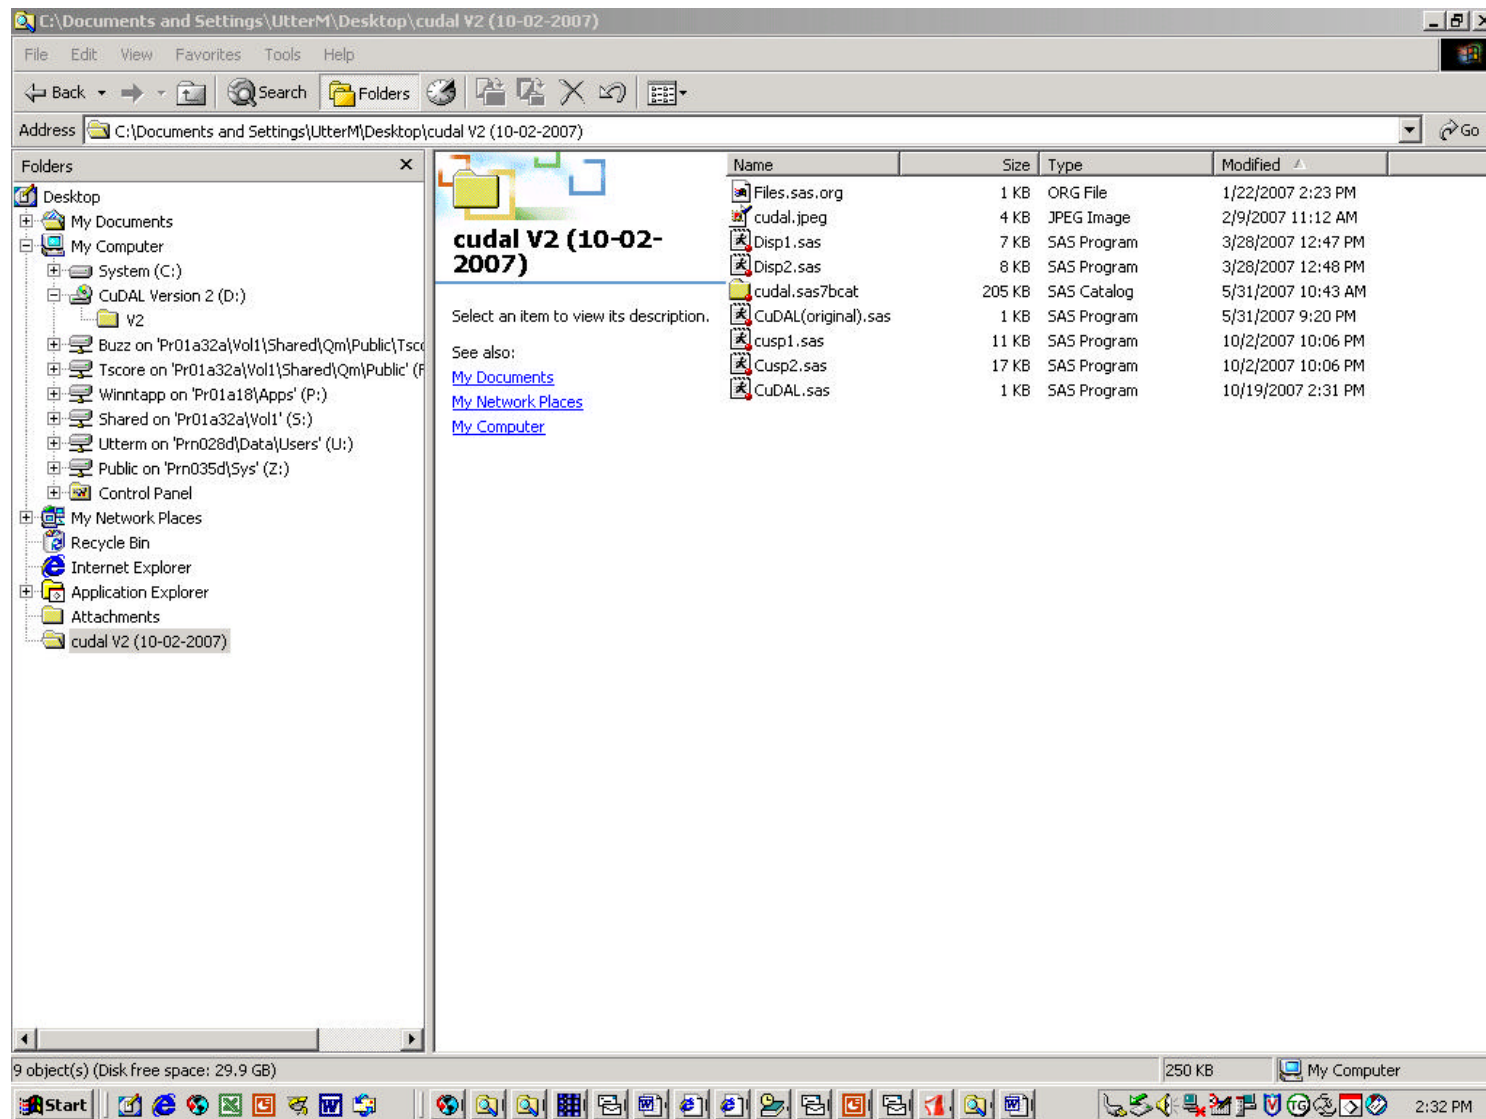 C:\Documents and Settings\UtterM\Desktop\cudal V2 (10-02-2007)
File Edit View Favorites Tools Help
Back Search Folders
Address C:\Documents and Settings\UtterM\Desktop\cudal V2 (10-02-2007) Go
Folders
Desktop
My Documents
My Computer
System (C:)
CuDAL Version 2 (D:)
V2
Buzz on 'Pr01a32a\Vol1\Shared\Qm\Public\Tsco
Tscore on 'Pr01a32a\Vol1\Shared\Qm\Public' (F
Winntapp on 'Pr01a18\Apps' (P:)
Shared on 'Pr01a32a\Vol1' (S:)
Utterm on 'Prn028d\Data\Users' (U:)
Public on 'Prn035d\Sys' (Z:)
Control Panel
My Network Places
Recycle Bin
Internet Explorer
Application Explorer
Attachments
cudal V2 (10-02-2007)
cudal V2 (10-02-
2007)
Select an item to view its description.
See also:
My Documents
My Network Places
My Computer
Name Size Type Modified
Files.sas.org 1 KB ORG File 1/22/2007 2:23 PM
cudal.jpeg 4 KB JPEG Image 2/9/2007 11:12 AM
Disp1.sas 7 KB SAS Program 3/28/2007 12:47 PM
Disp2.sas 8 KB SAS Program 3/28/2007 12:48 PM
cudal.sas7bcat 205 KB SAS Catalog 5/31/2007 10:43 AM
CuDAL(original).sas 1 KB SAS Program 5/31/2007 9:20 PM
cusp1.sas 11 KB SAS Program 10/2/2007 10:06 PM
Cusp2.sas 17 KB SAS Program 10/2/2007 10:06 PM
CuDAL.sas 1 KB SAS Program 10/19/2007 2:31 PM
9 object(s) (Disk free space: 29.9 GB) 250 KB My Computer
Start 2:32 PM